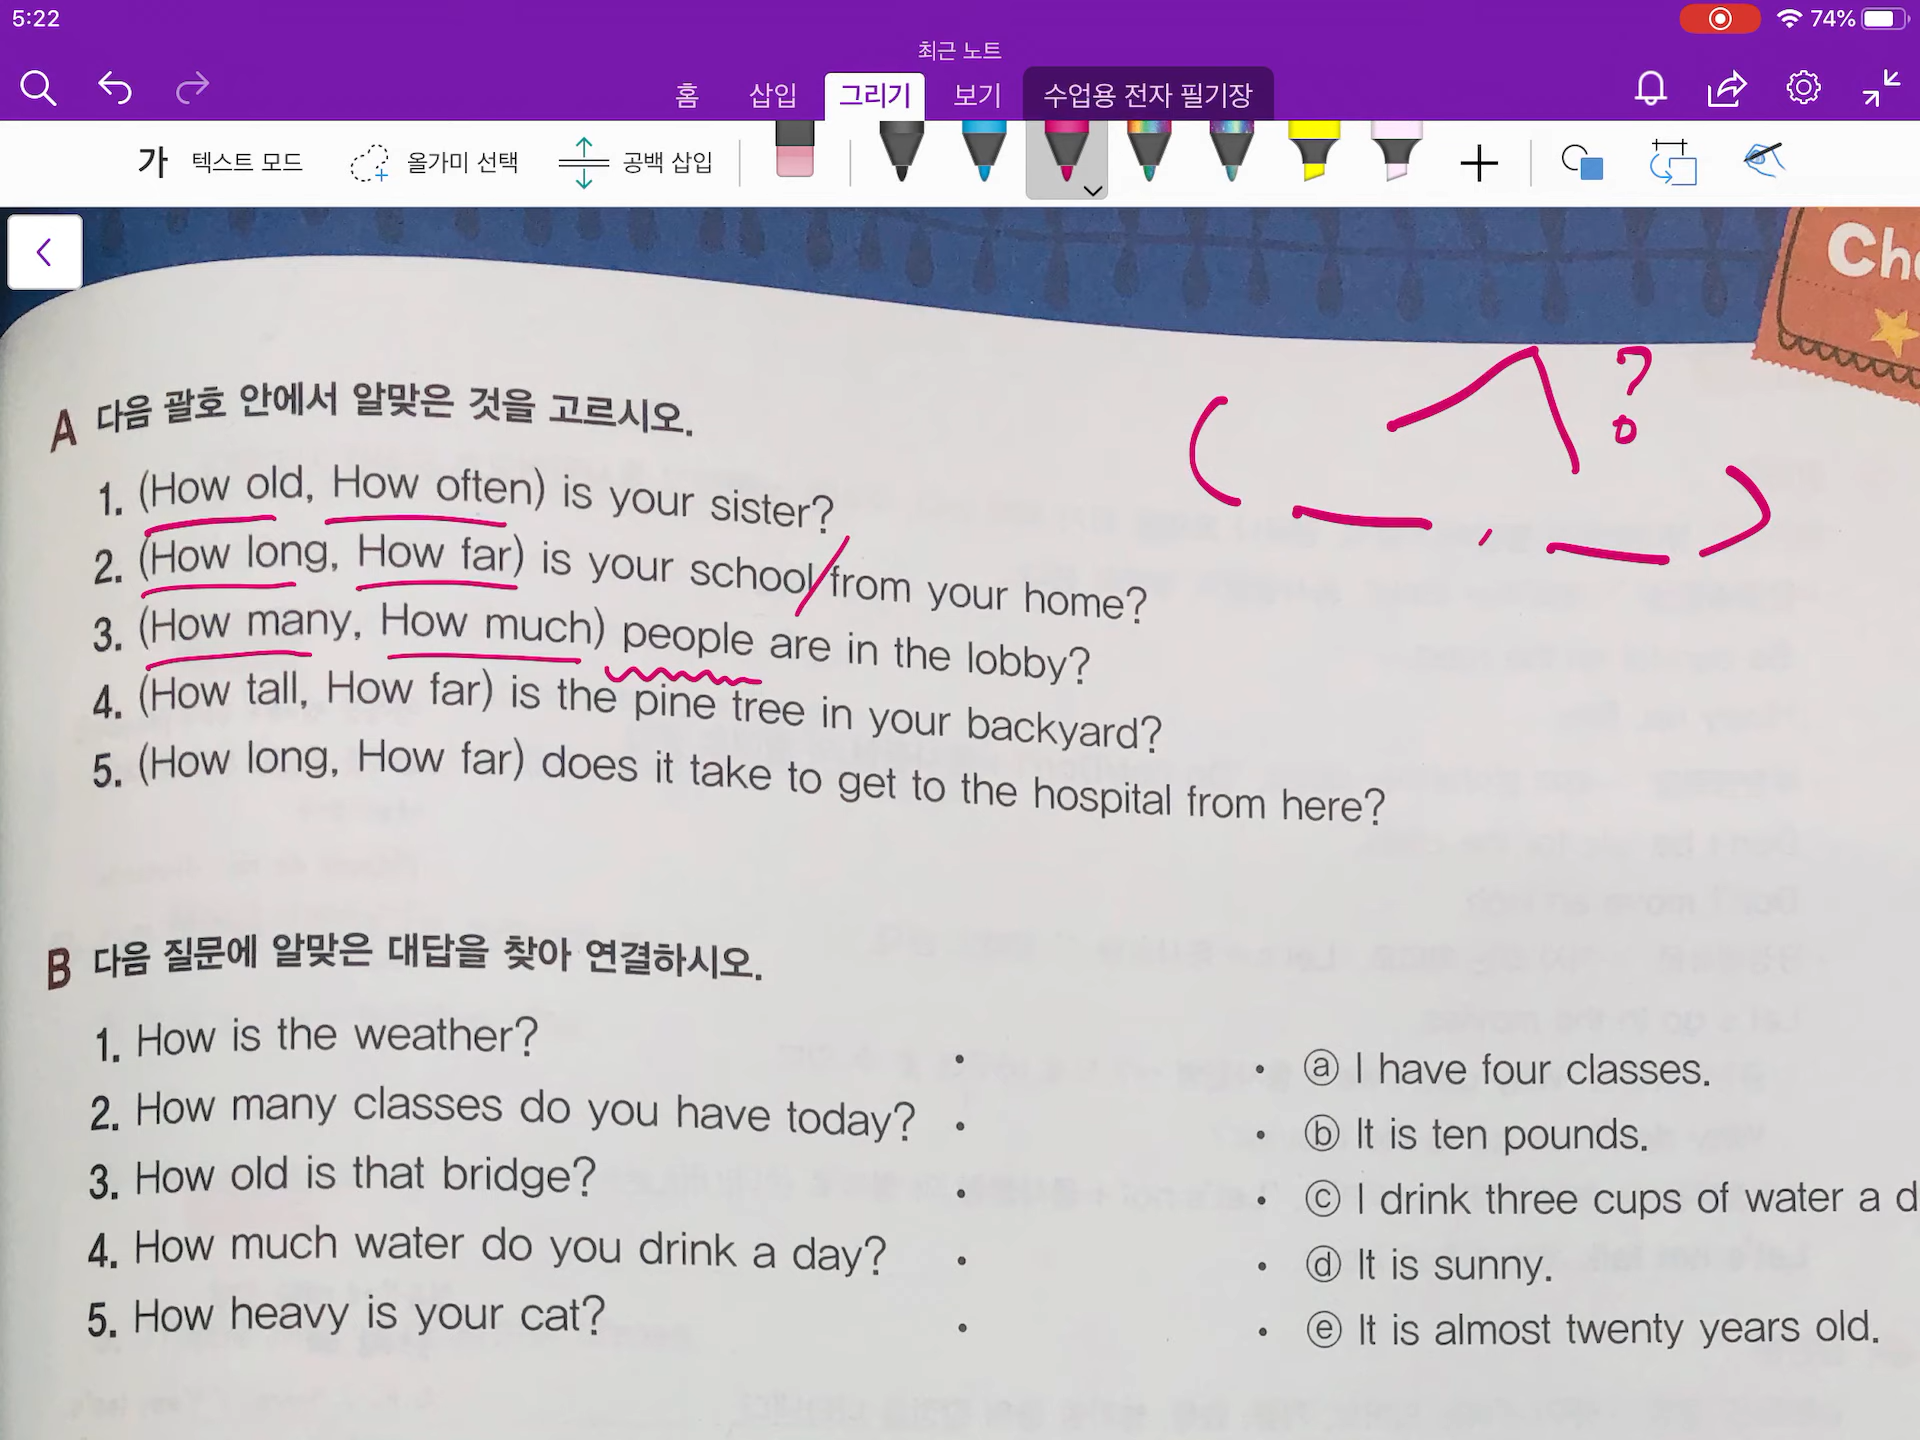 5:22
74%
최근 노트
홈 삽입 그리기 보기 수업용 전자 필기장
가 텍스트 모드 올가미 선택 공백 삽입
Ch
A 다음 괄호 안에서 알맞은 것을 고르시오.
1. (How old, How often) is your sister?
2. (How long, How far) is your school from your home?
3. (How many, How much) people are in the lobby?
4. (How tall, How far) is the pine tree in your backyard?
5. (How long, How far) does it take to get to the hospital from here?
( ? , )
B 다음 질문에 알맞은 대답을 찾아 연결하시오.
1. How is the weather? •
2. How many classes do you have today? •
3. How old is that bridge? •
4. How much water do you drink a day? •
5. How heavy is your cat? •
• ⓐ I have four classes.
• ⓑ It is ten pounds.
• ⓒ I drink three cups of water a d
• ⓓ It is sunny.
• ⓔ It is almost twenty years old.